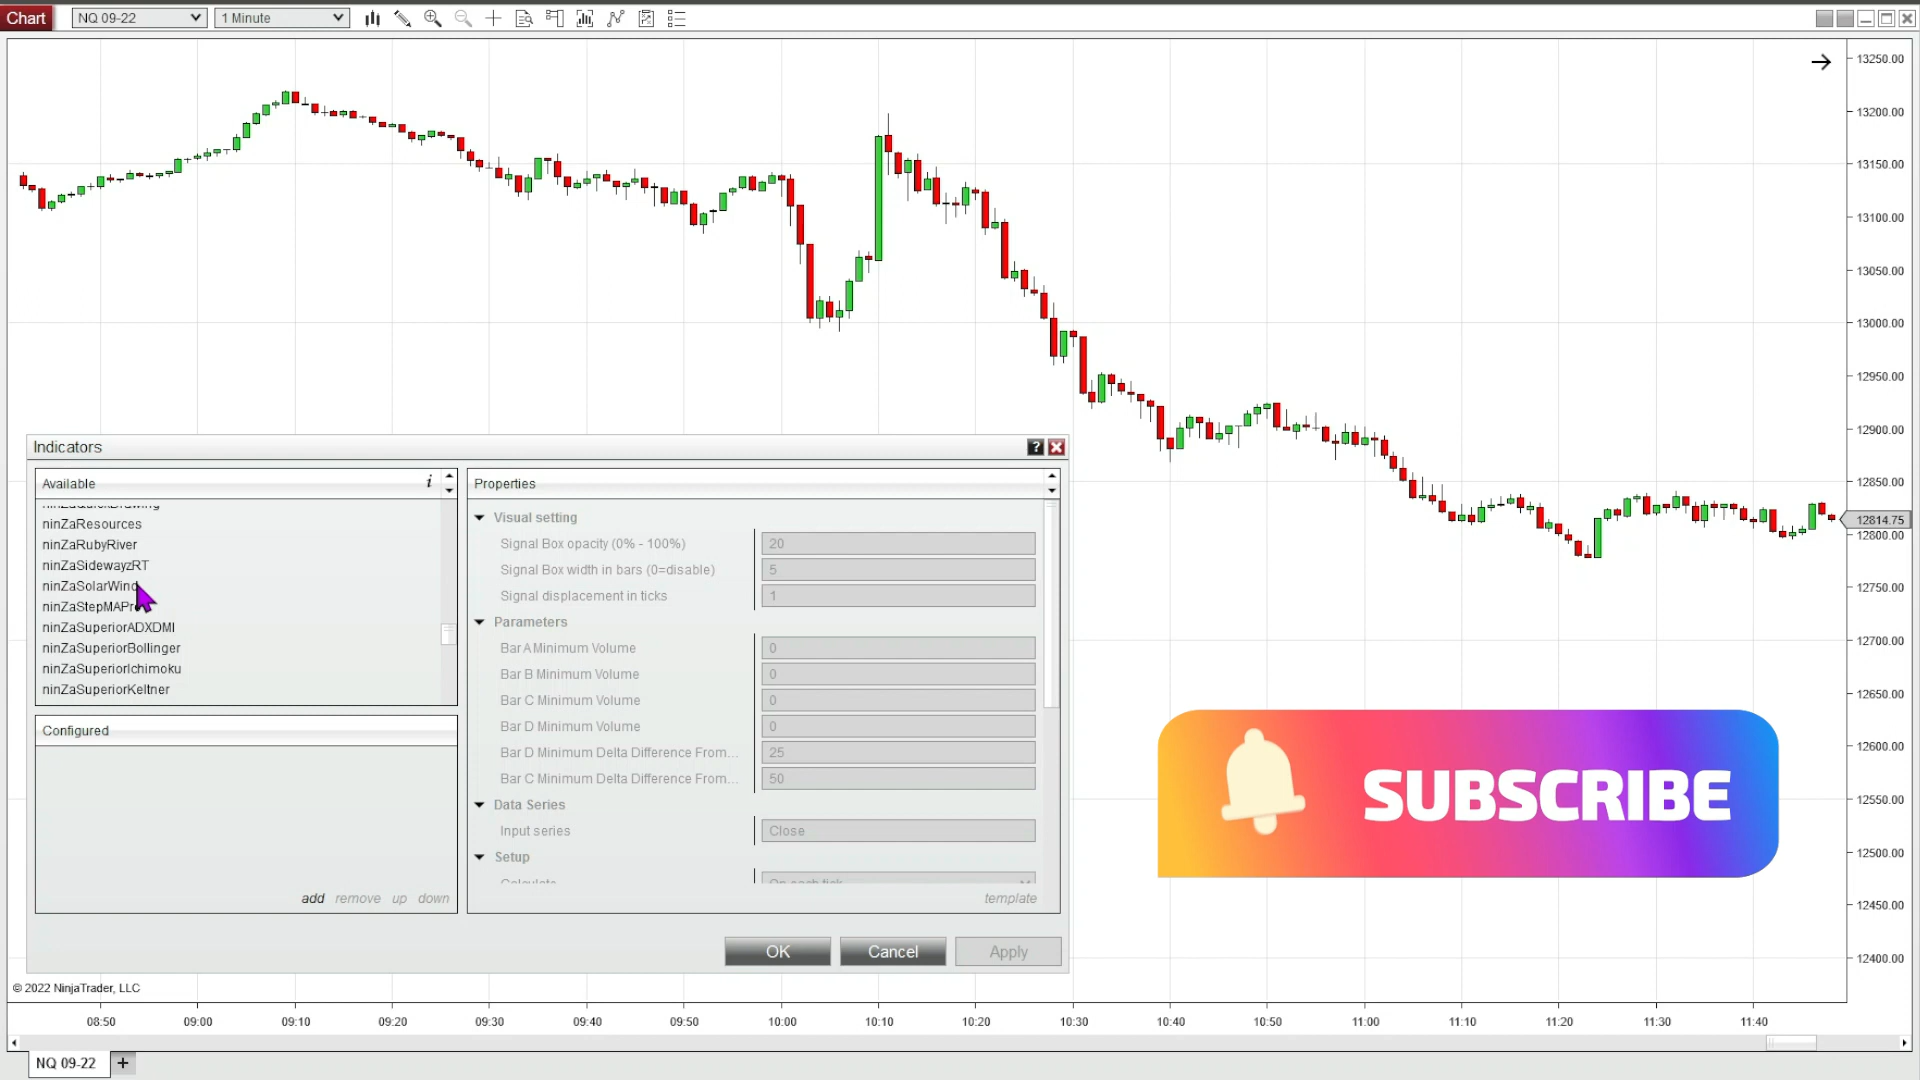 Chart
NQ 09-22
1 Minute
13250.00
13200.00
13150.00
13100.00
13050.00
13000.00
12950.00
12900.00
12850.00
12814.75
12800.00
12750.00
12700.00
12650.00
12600.00
12550.00
12500.00
12450.00
12400.00
Indicators
?
Available
i
ninZaResources
ninZaRubyRiver
ninZaSidewayzRT
ninZaSolarWind
ninZaStepMAPr
ninZaSuperiorADXDMI
ninZaSuperiorBollinger
ninZaSuperiorIchimoku
ninZaSuperiorKeltner
Configured
add remove up down
Properties
Visual setting
Signal Box opacity (0% - 100%) 20
Signal Box width in bars (0=disable) 5
Signal displacement in ticks 1
Parameters
Bar A Minimum Volume 0
Bar B Minimum Volume 0
Bar C Minimum Volume 0
Bar D Minimum Volume 0
Bar D Minimum Delta Difference From... 25
Bar C Minimum Delta Difference From... 50
Data Series
Input series Close
Setup
Calculate On each tick
template
OK Cancel Apply
SUBSCRIBE
© 2022 NinjaTrader, LLC
08:50 09:00 09:10 09:20 09:30 09:40 09:50 10:00 10:10 10:20 10:30 10:40 10:50 11:00 11:10 11:20 11:30 11:40
NQ 09-22 +